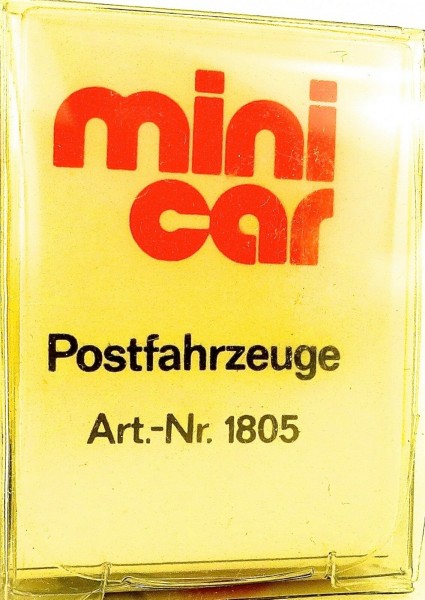 mini
car
Postfahrzeuge
Art.-Nr. 1805